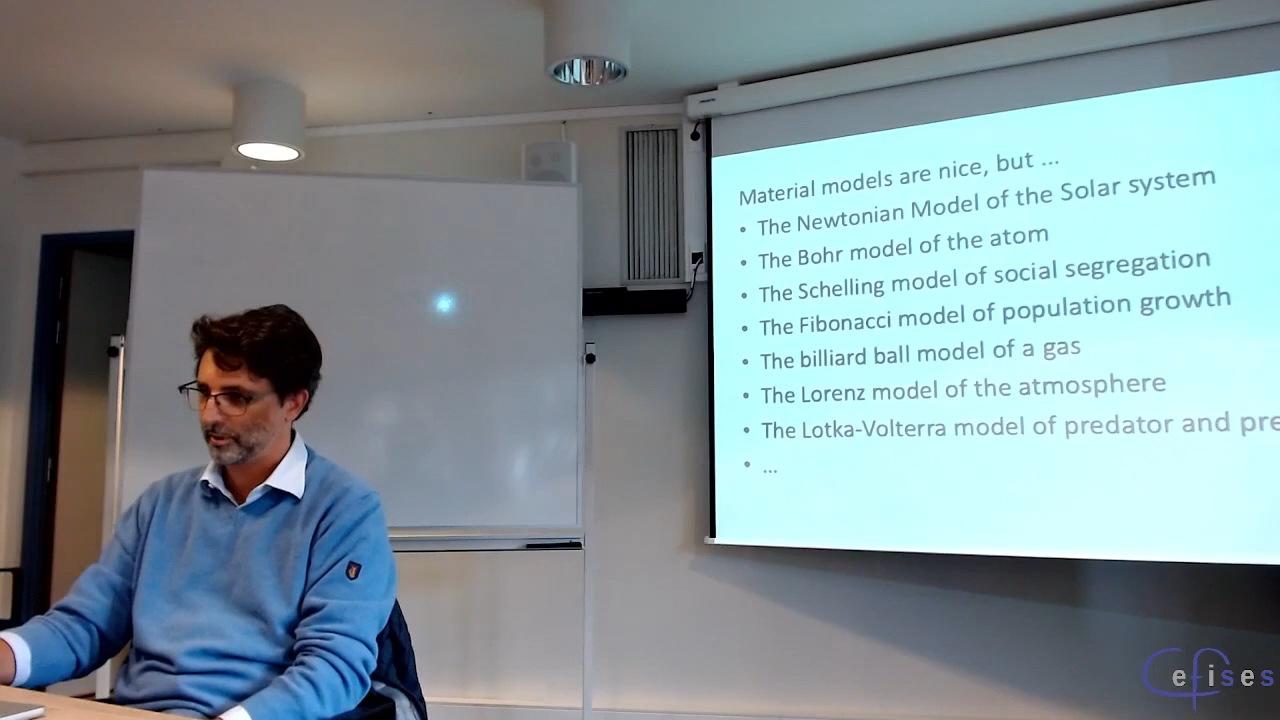 Material models are nice, but ...
• The Newtonian Model of the Solar system
• The Bohr model of the atom
• The Schelling model of social segregation
• The Fibonacci model of population growth
• The billiard ball model of a gas
• The Lorenz model of the atmosphere
• The Lotka-Volterra model of predator and pre
• ...
Cefises